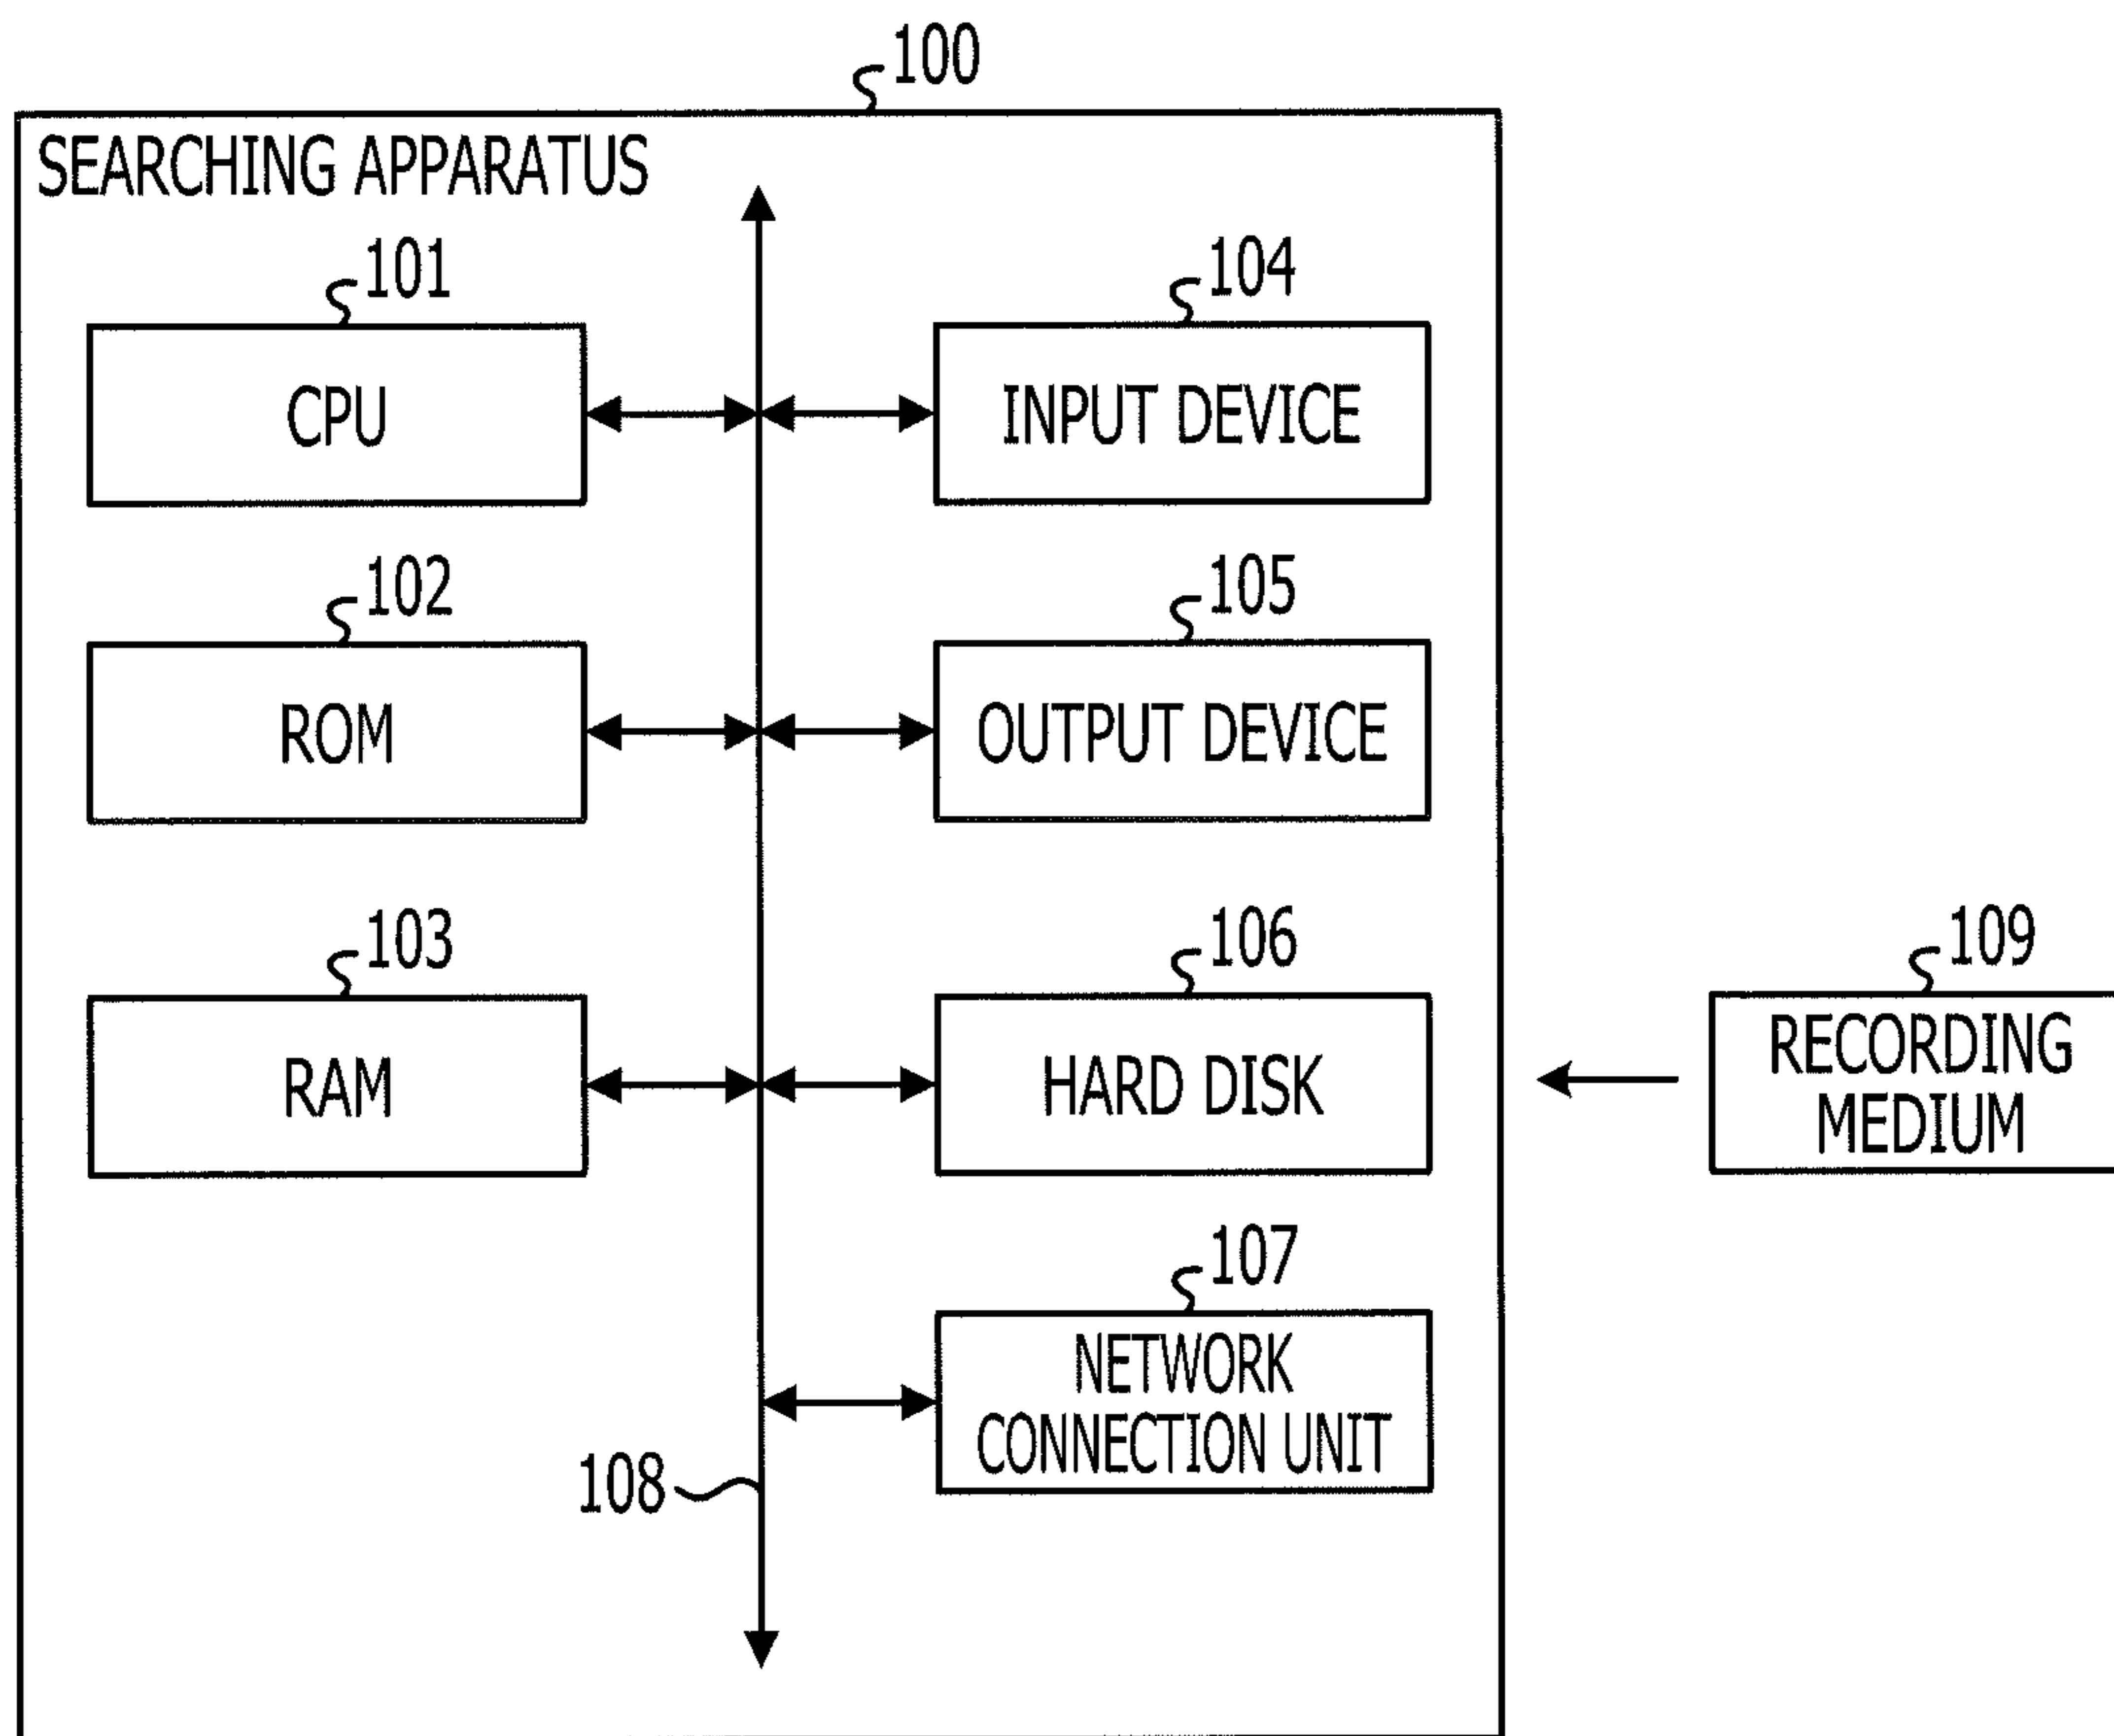 100
SEARCHING APPARATUS
101
CPU
104
INPUT DEVICE
102
ROM
105
OUTPUT DEVICE
103
RAM
106
HARD DISK
109
RECORDING
MEDIUM
107
NETWORK
CONNECTION UNIT
108